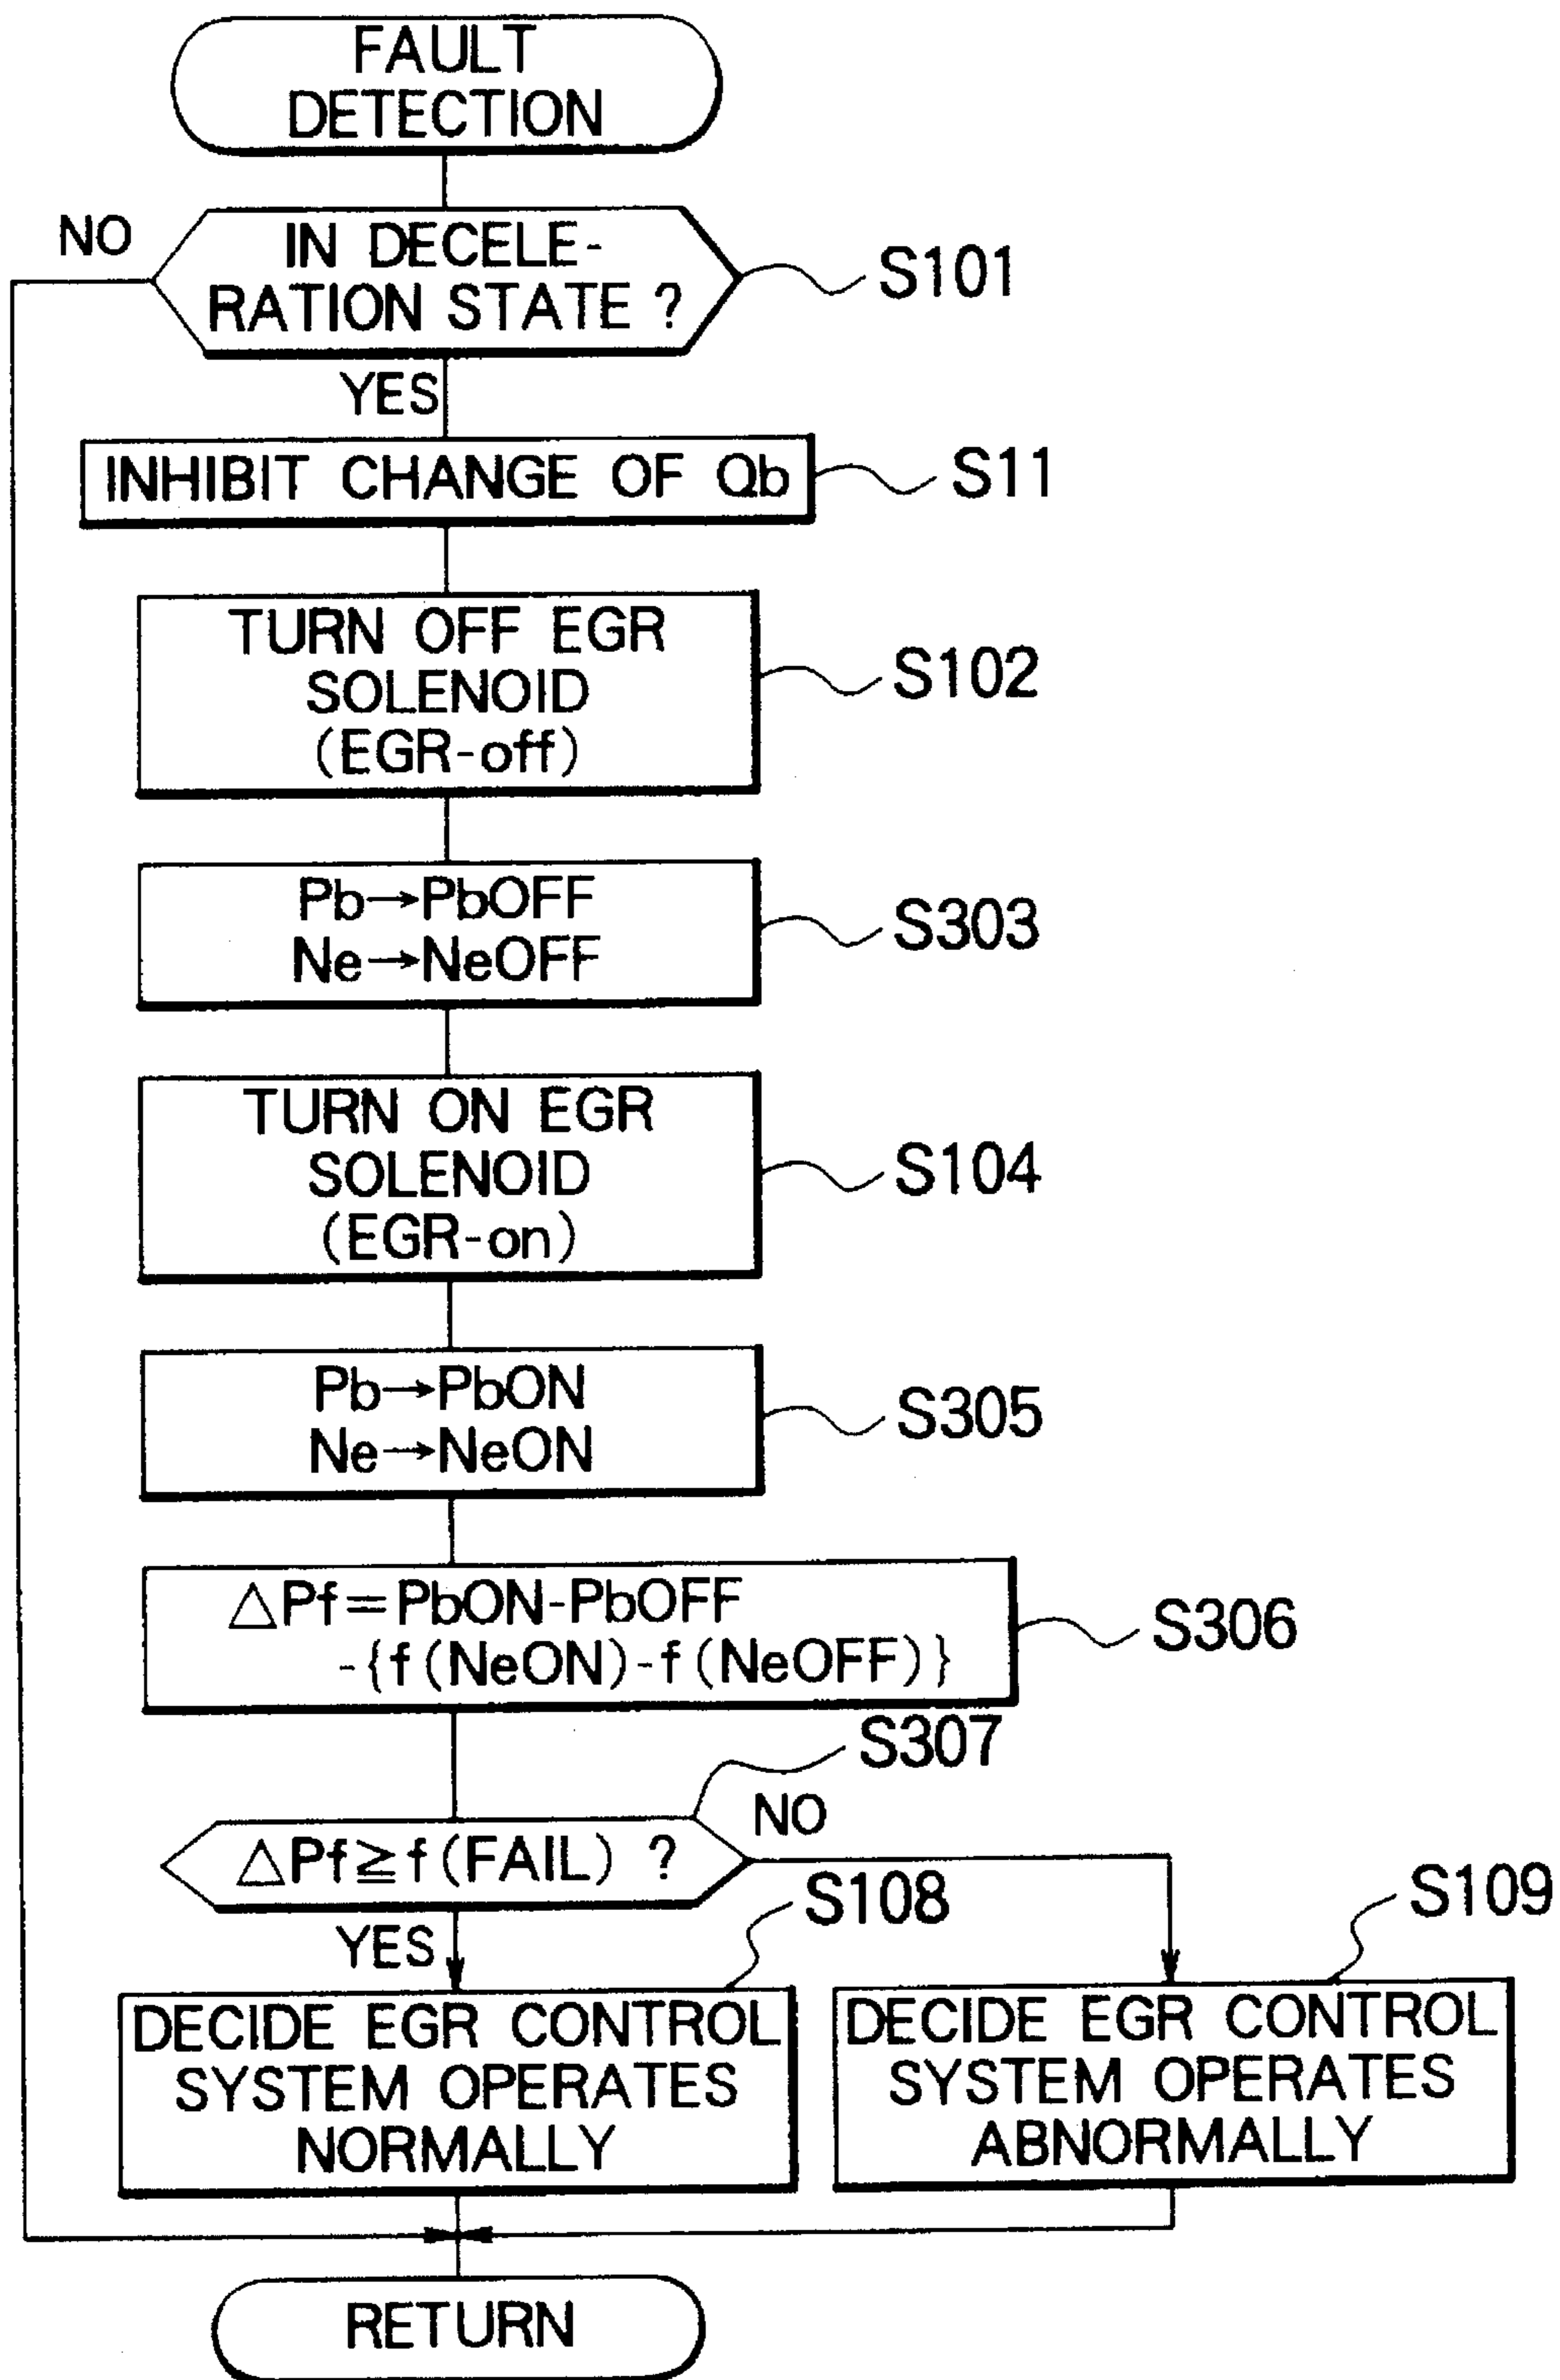 FAULT
DETECTION
NO
IN DECELE-
RATION STATE ?
S101
YES
INHIBIT CHANGE OF Qb
S11
TURN OFF EGR
SOLENOID
(EGR-off)
S102
Pb→PbOFF
Ne→NeOFF
S303
TURN ON EGR
SOLENOID
(EGR-on)
S104
Pb→PbON
Ne→NeON
S305
△Pf=PbON-PbOFF
-{f(NeON)-f(NeOFF)}
S306
S307
△Pf≧f(FAIL) ?
NO
YES
S108
S109
DECIDE EGR CONTROL
SYSTEM OPERATES
NORMALLY
DECIDE EGR CONTROL
SYSTEM OPERATES
ABNORMALLY
RETURN